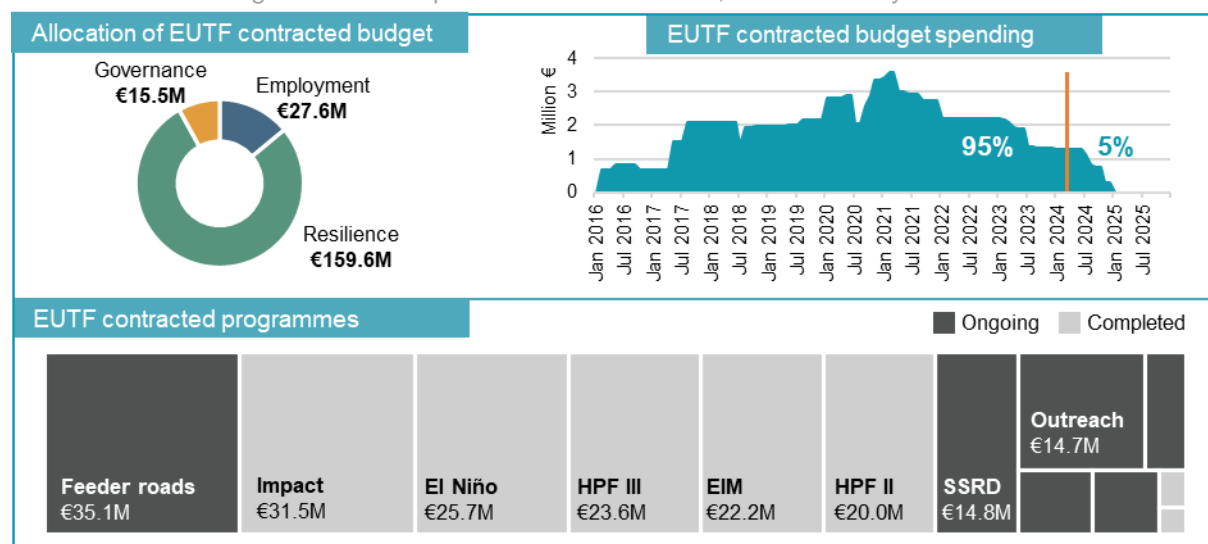 Allocation of EUTF contracted budget
Governance
€15.5M
Employment
€27.6M
Resilience
€159.6M
EUTF contracted budget spending
Million €
4
3
2
1
0
95%
5%
Jan 2016
Jul 2016
Jan 2017
Jul 2017
Jan 2018
Jul 2018
Jan 2019
Jul 2019
Jan 2020
Jul 2020
Jan 2021
Jul 2021
Jan 2022
Jul 2022
Jan 2023
Jul 2023
Jan 2024
Jul 2024
Jan 2025
Jul 2025
EUTF contracted programmes
Ongoing
Completed
Feeder roads
€35.1M
Impact
€31.5M
El Niño
€25.7M
HPF III
€23.6M
EIM
€22.2M
HPF II
€20.0M
SSRD
€14.8M
Outreach
€14.7M